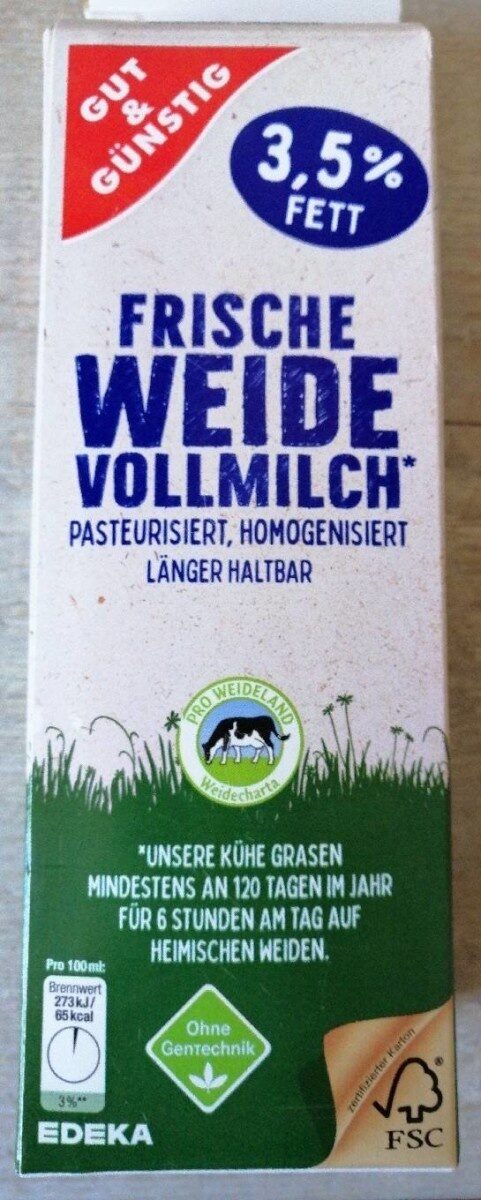 GUT
&
GÜNSTIG
3,5%
FETT
FRISCHE
WEIDE
VOLLMILCH*
PASTEURISIERT, HOMOGENISIERT
LÄNGER HALTBAR
PRO WEIDELAND
Weidecharta
*UNSERE KÜHE GRASEN
MINDESTENS AN 120 TAGEN IM JAHR
FÜR 6 STUNDEN AM TAG AUF
HEIMISCHEN WEIDEN.
Pro 100 ml:
Brennwert
273 kJ/
65 kcal
3%**
Ohne
GenTechnik
zertifizierter Karton
FSC
®
EDEKA